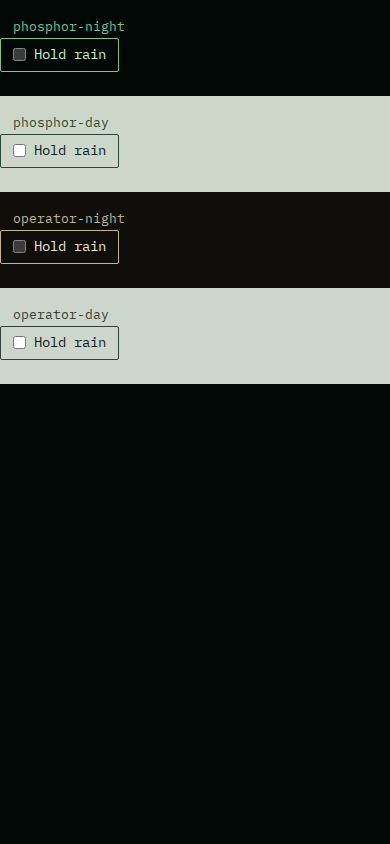 phosphor-night
Hold rain
phosphor-day
Hold rain
operator-night
Hold rain
operator-day
Hold rain